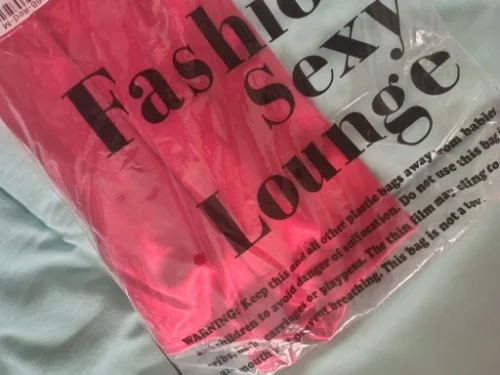 Fashio
Sexy
Lounge
WARNING: Keep this and all other plastic bags away from babies
children to avoid danger of suffocation. Do not use this bag
carriages or playpens. The thin film may cling to
mouth prevent breathing. This bag is not a toy.